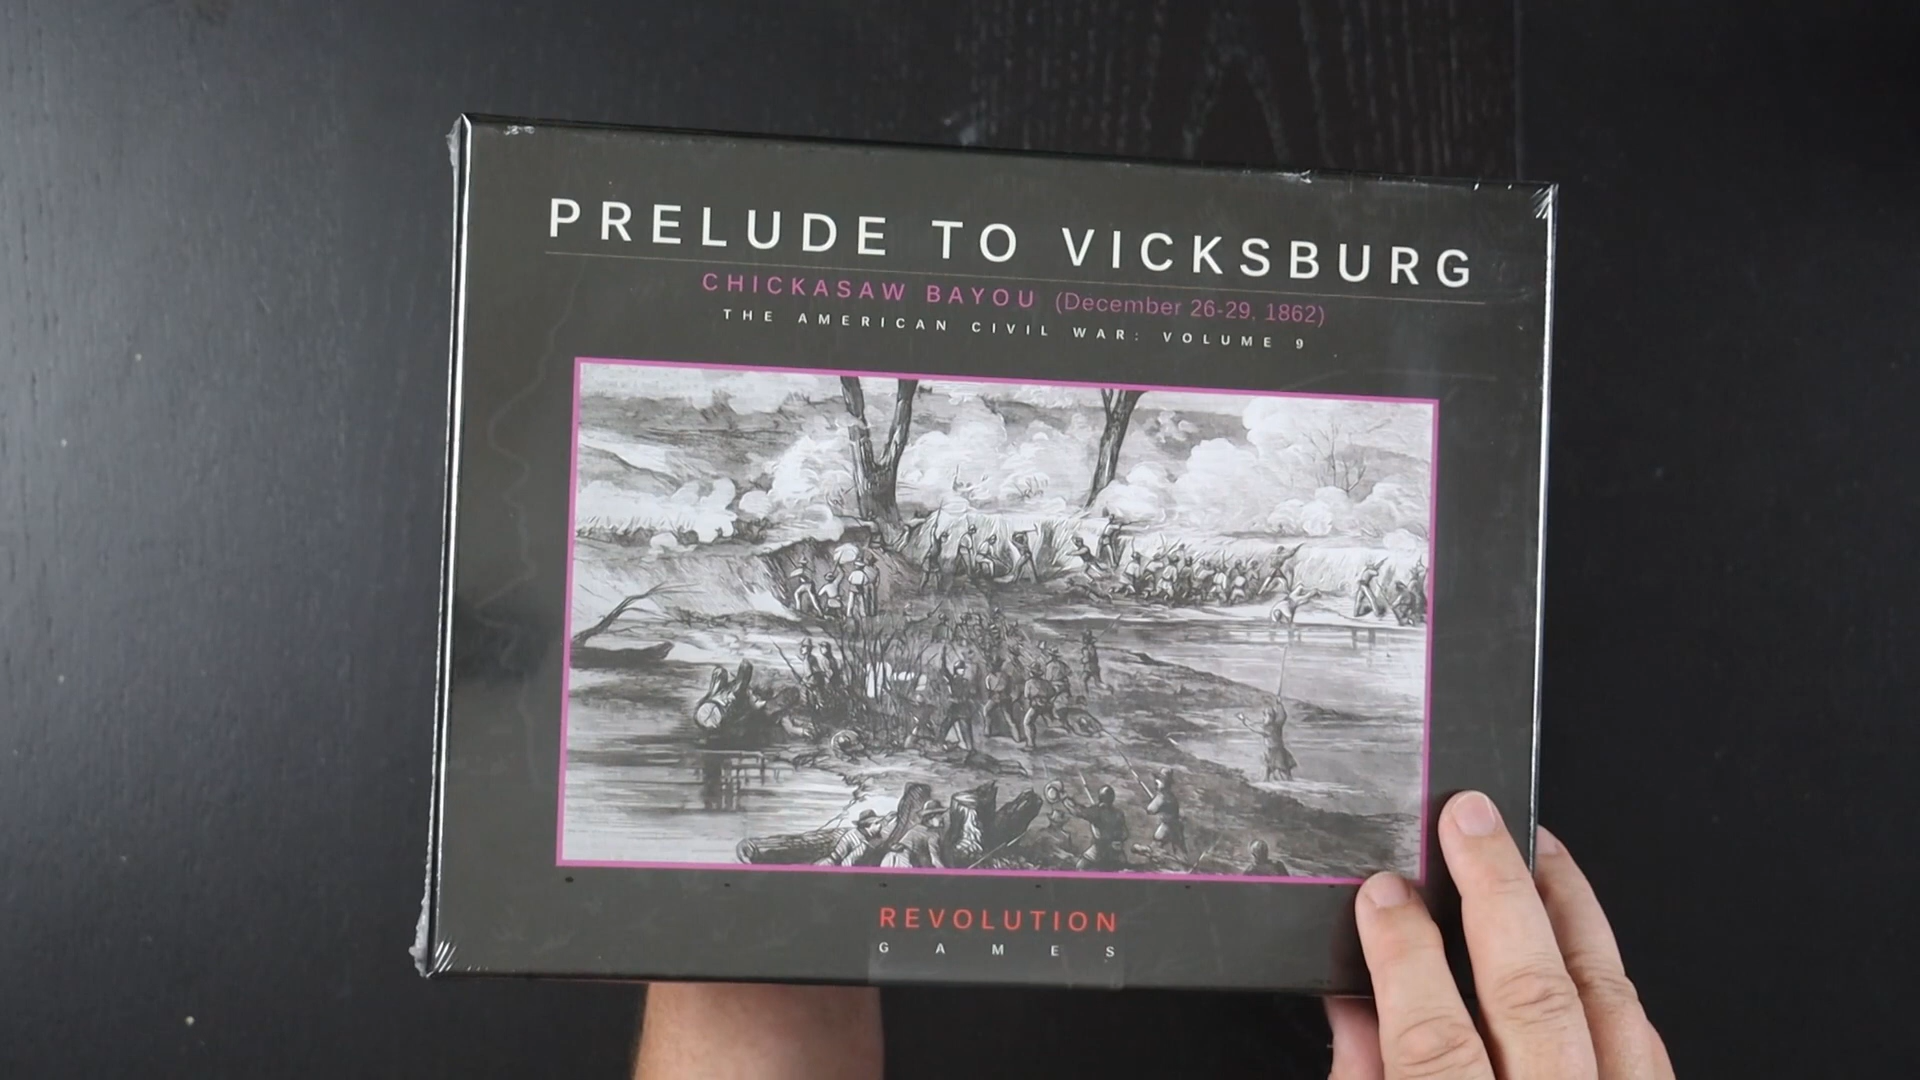 PRELUDE TO VICKSBURG
CHICKASAW BAYOU (December 26-29, 1862)
THE AMERICAN CIVIL WAR: VOLUME 9
REVOLUTION
GAMES